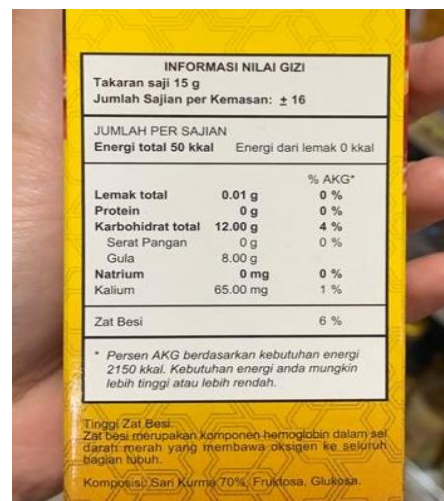 INFORMASI NILAI GIZI
Takaran saji 15 g
Jumlah Sajian per Kemasan: ± 16
JUMLAH PER SAJIAN
Energi total 50 kkal Energi dari lemak 0 kkal
% AKG*
Lemak total 0.01 g 0 %
Protein 0 g 0 %
Karbohidrat total 12.00 g 4 %
Serat Pangan 0 g 0 %
Gula 8.00 g
Natrium 0 mg 0 %
Kalium 65.00 mg 1 %
Zat Besi 6 %
* Persen AKG berdasarkan kebutuhan energi
2150 kkal. Kebutuhan energi anda mungkin
lebih tinggi atau lebih rendah.
Tinggi Zat Besi.
Zat besi merupakan komponen hemoglobin dalam sel
darah merah yang membawa oksigen ke seluruh
bagian tubuh.
Komposisi: Sari Kurma 70%, Fruktosa, Glukosa.